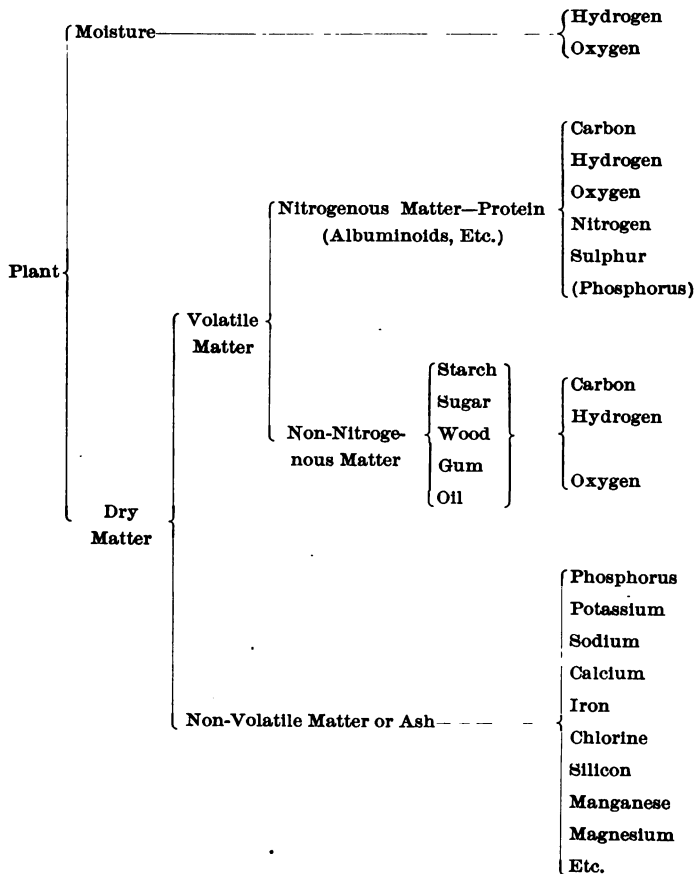 Moisture
Hydrogen
Oxygen
Plant
Dry
Matter
Volatile
Matter
Nitrogenous Matter—Protein
(Albuminoids, Etc.)
Carbon
Hydrogen
Oxygen
Nitrogen
Sulphur
(Phosphorus)
Non-Nitroge-
nous Matter
Starch
Sugar
Wood
Gum
Oil
Carbon
Hydrogen
Oxygen
Non-Volatile Matter or Ash
Phosphorus
Potassium
Sodium
Calcium
Iron
Chlorine
Silicon
Manganese
Magnesium
Etc.